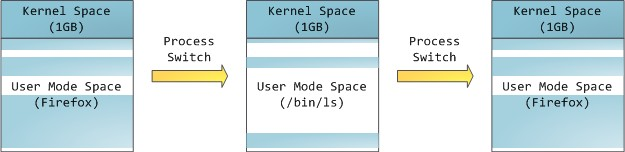 Kernel Space
(1GB)
User Mode Space
(Firefox)
Process
Switch
Kernel Space
(1GB)
User Mode Space
(/bin/ls)
Process
Switch
Kernel Space
(1GB)
User Mode Space
(Firefox)